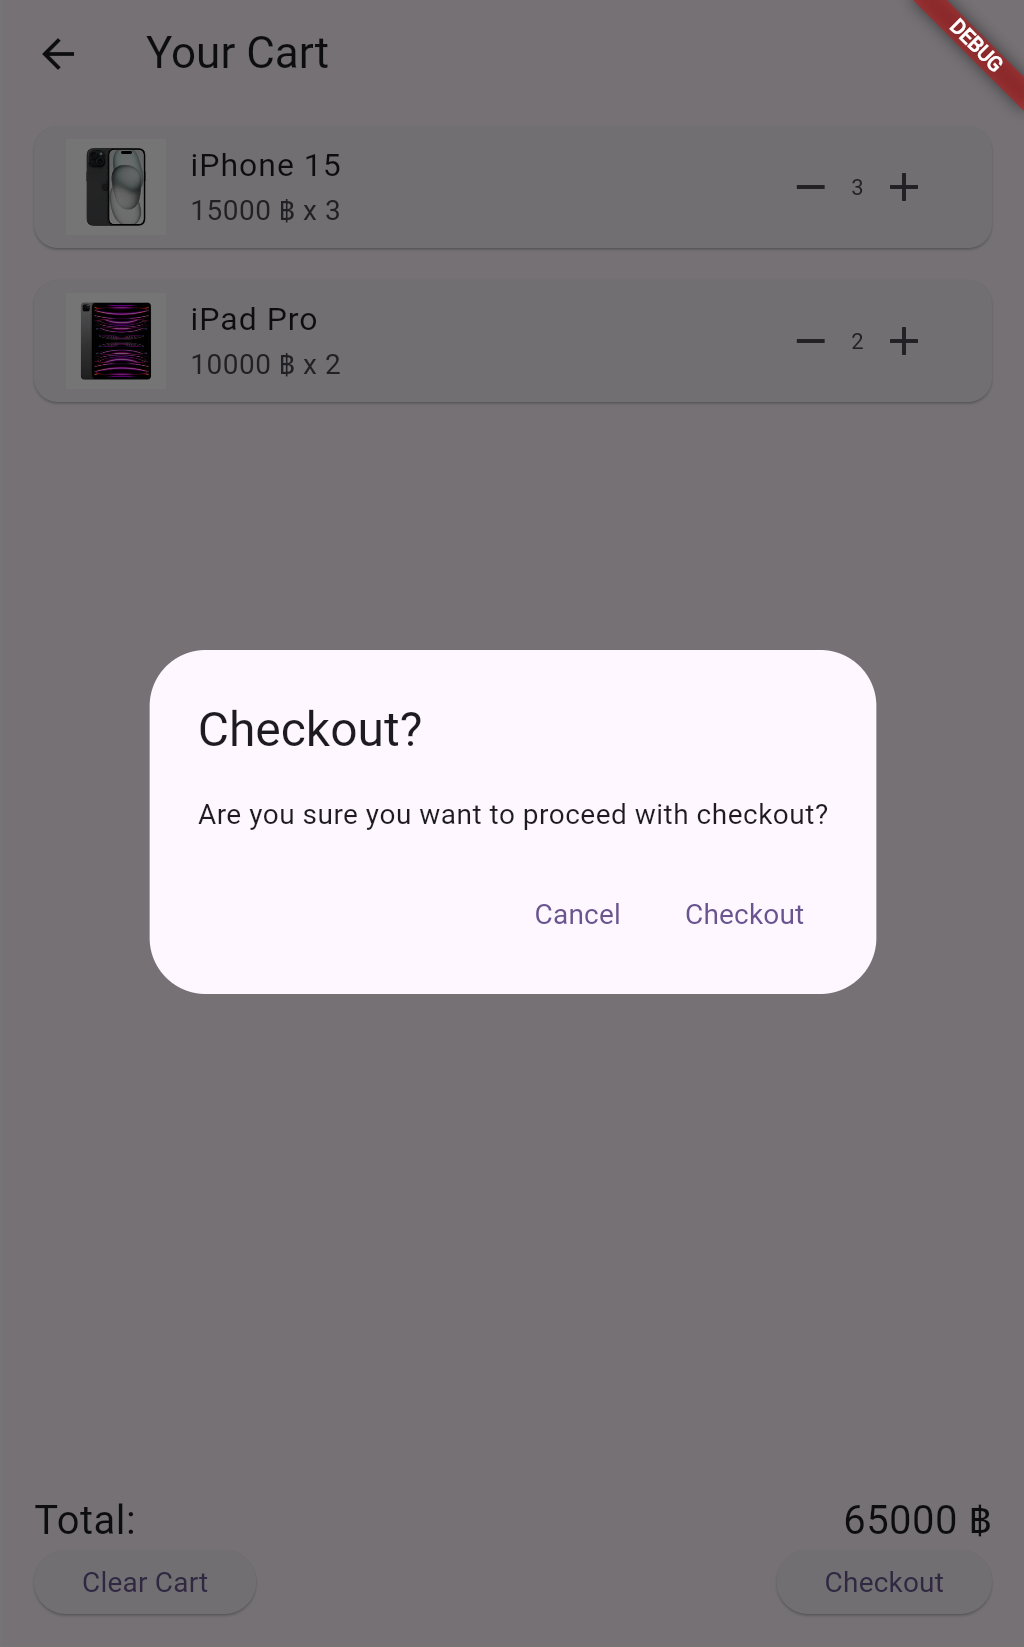 Your Cart
DEBUG
iPhone 15
15000 ฿ x 3
3
iPad Pro
10000 ฿ x 2
2
Checkout?
Are you sure you want to proceed with checkout?
Cancel
Checkout
Total:
65000 ฿
Clear Cart
Checkout